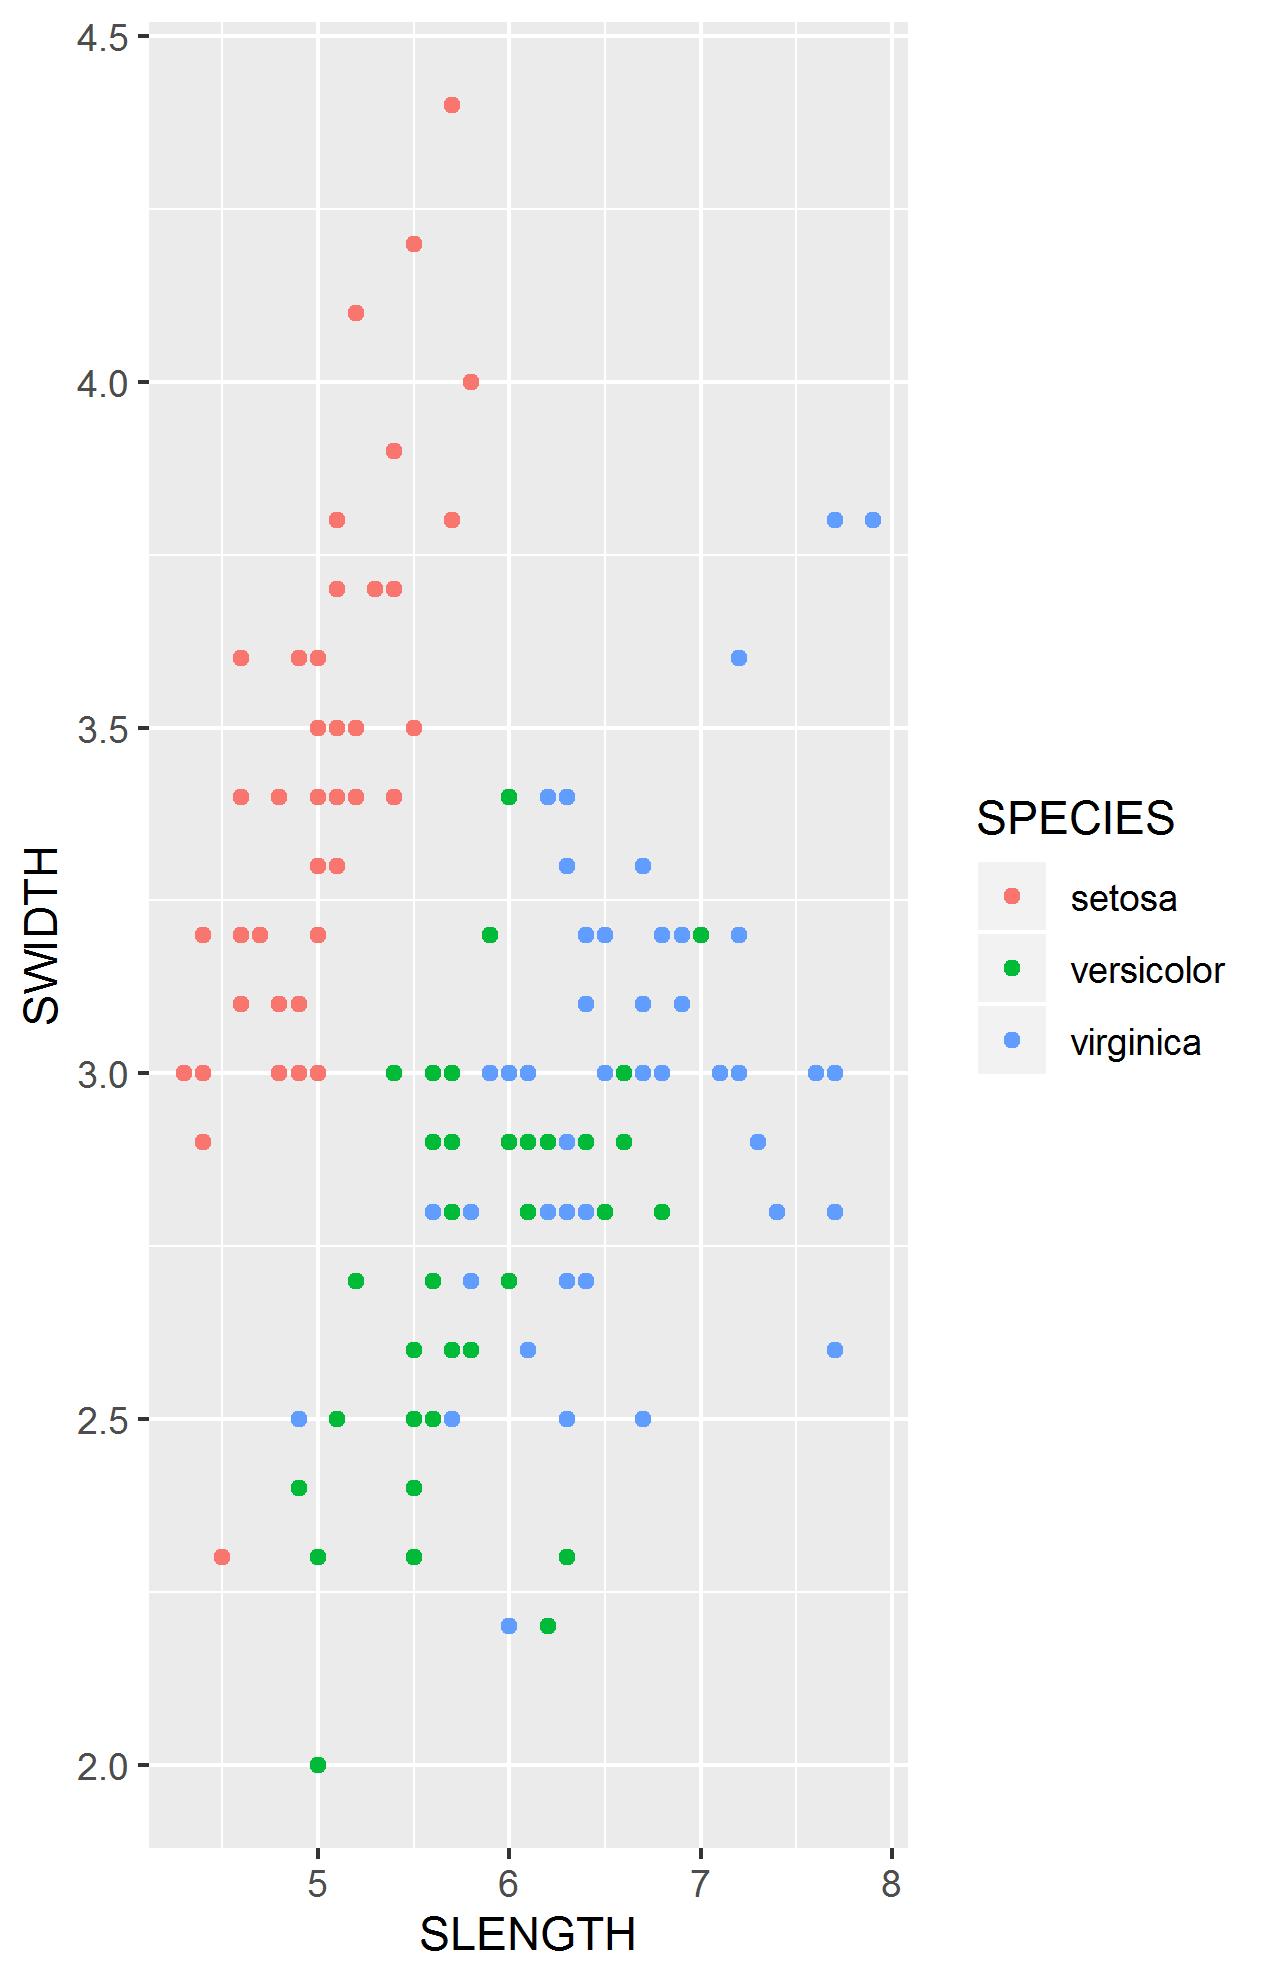 4.5
4.0
3.5
3.0
2.5
2.0
SWIDTH
5 6 7 8
SLENGTH
SPECIES
setosa
versicolor
virginica